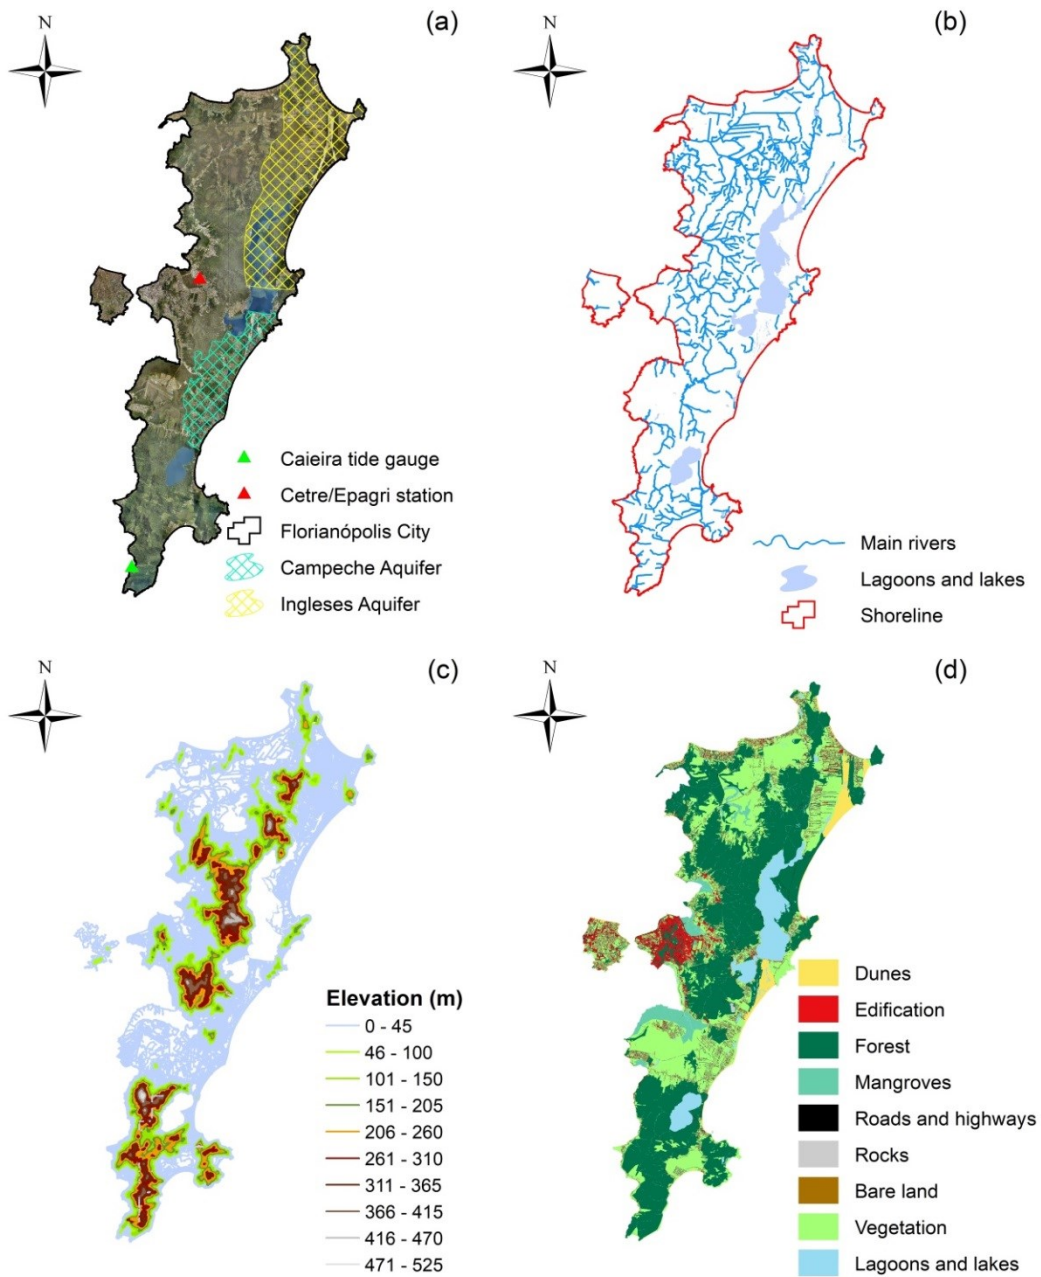 N
(a)
Caieira tide gauge
Cetre/Epagri station
Florianópolis City
Campeche Aquifer
Ingleses Aquifer
N
(b)
Main rivers
Lagoons and lakes
Shoreline
N
(c)
Elevation (m)
0 - 45
46 - 100
101 - 150
151 - 205
206 - 260
261 - 310
311 - 365
366 - 415
416 - 470
471 - 525
N
(d)
Dunes
Edification
Forest
Mangroves
Roads and highways
Rocks
Bare land
Vegetation
Lagoons and lakes